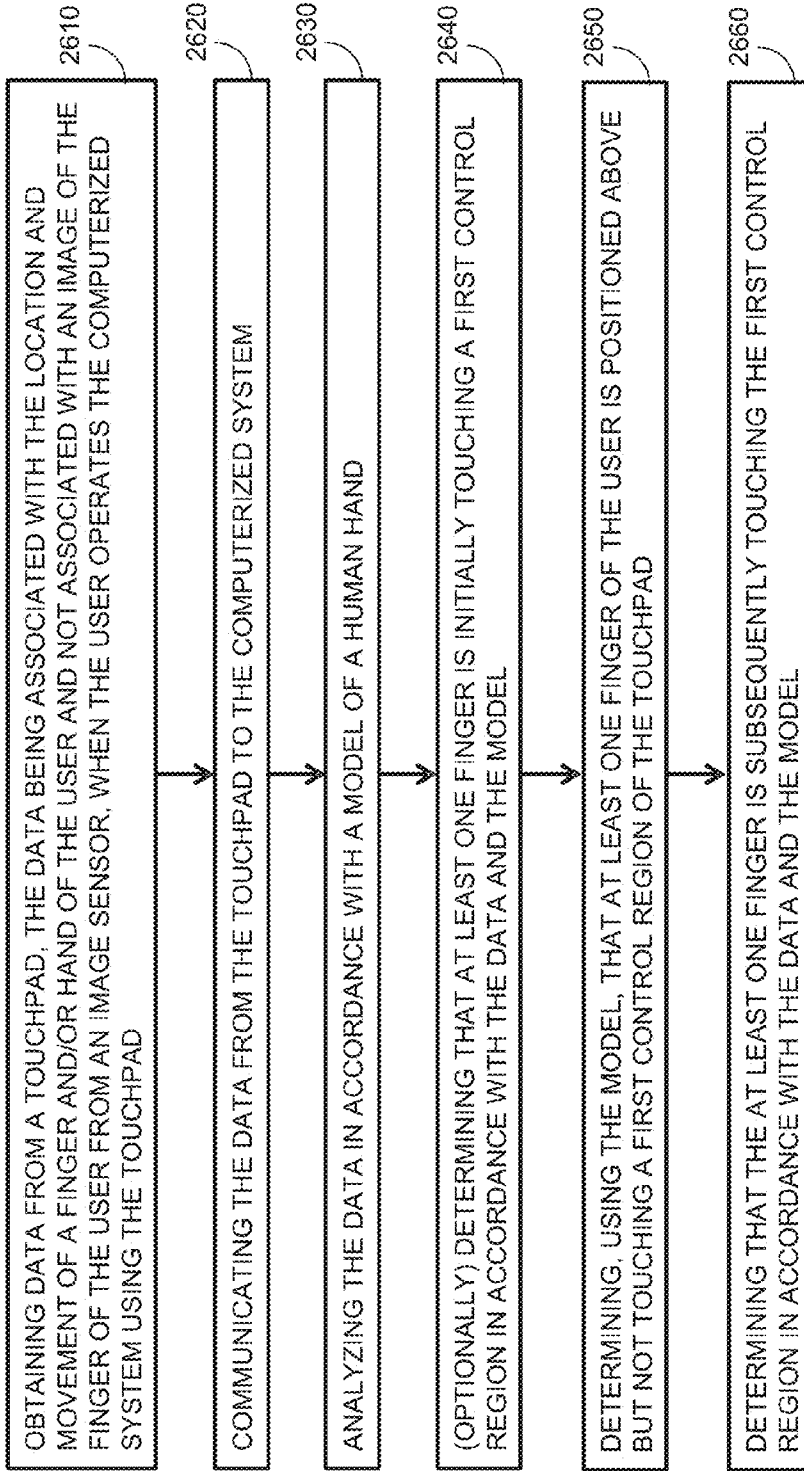 OBTAINING DATA FROM A TOUCHPAD, THE DATA BEING ASSOCIATED WITH THE LOCATION AND
MOVEMENT OF A FINGER AND/OR HAND OF THE USER AND NOT ASSOCIATED WITH AN IMAGE OF THE
FINGER OF THE USER FROM AN IMAGE SENSOR, WHEN THE USER OPERATES THE COMPUTERIZED
SYSTEM USING THE TOUCHPAD
2610
COMMUNICATING THE DATA FROM THE TOUCHPAD TO THE COMPUTERIZED SYSTEM
2620
ANALYZING THE DATA IN ACCORDANCE WITH A MODEL OF A HUMAN HAND
2630
(OPTIONALLY) DETERMINING THAT AT LEAST ONE FINGER IS INITIALLY TOUCHING A FIRST CONTROL
REGION IN ACCORDANCE WITH THE DATA AND THE MODEL
2640
DETERMINING, USING THE MODEL, THAT AT LEAST ONE FINGER OF THE USER IS POSITIONED ABOVE
BUT NOT TOUCHING A FIRST CONTROL REGION OF THE TOUCHPAD
2650
DETERMINING THAT THE AT LEAST ONE FINGER IS SUBSEQUENTLY TOUCHING THE FIRST CONTROL
REGION IN ACCORDANCE WITH THE DATA AND THE MODEL
2660